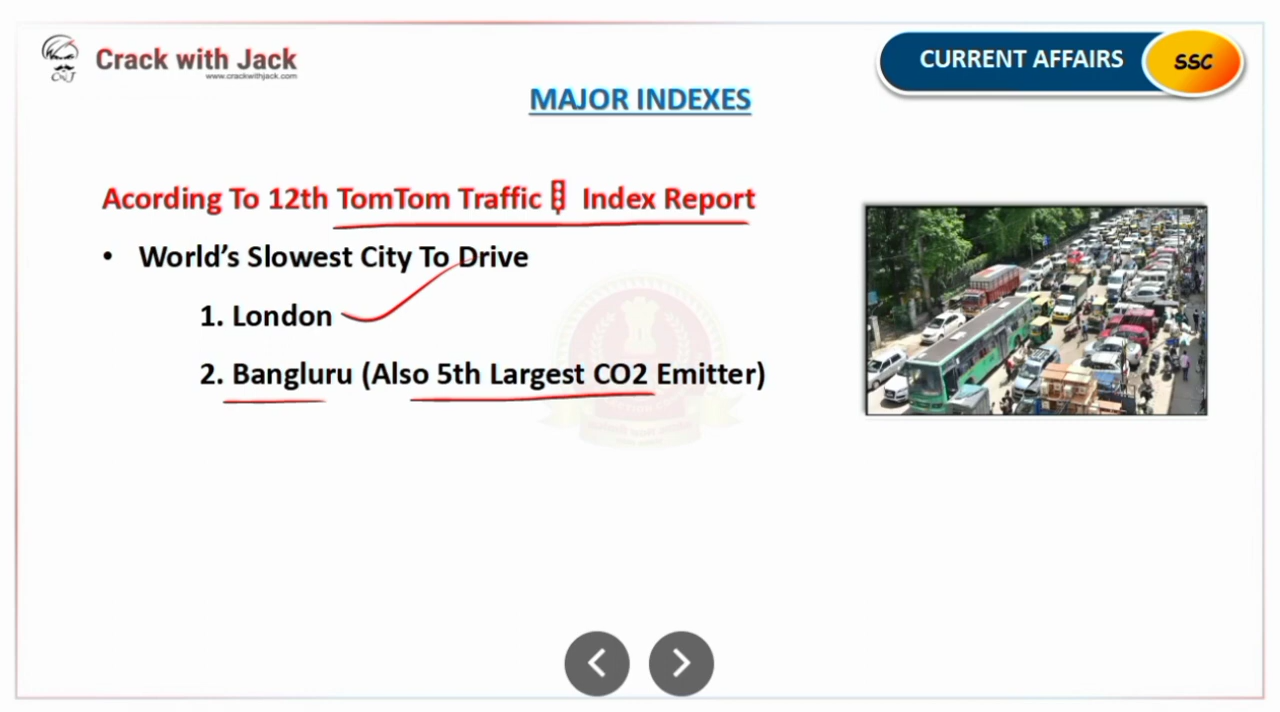 Crack with Jack
www.crackwithjack.com
CURRENT AFFAIRS
SSC
MAJOR INDEXES
Acording To 12th TomTom Traffic🚦 Index Report
• World's Slowest City To Drive
1. London
2. Bangluru (Also 5th Largest CO2 Emitter)